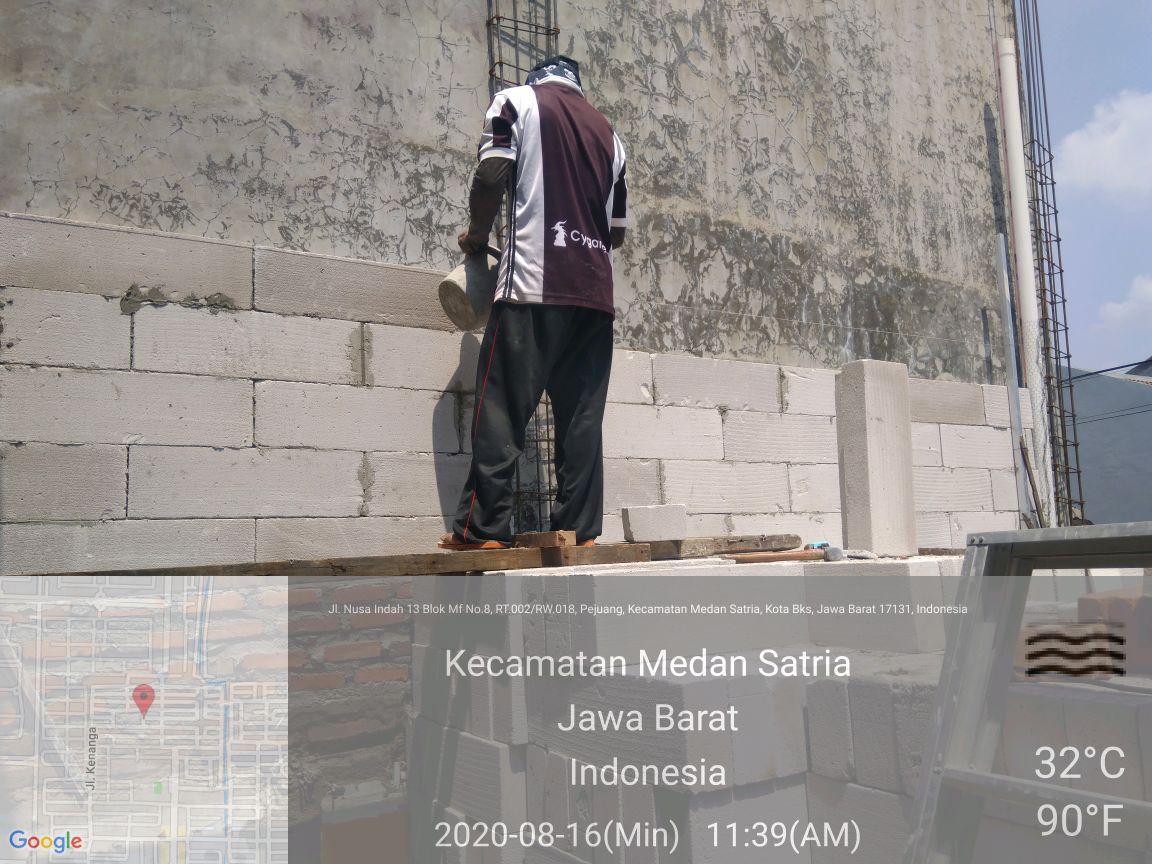 Cygate
Jl. Nusa Indah 13 Blok Mf No.8, RT.002/RW.018, Pejuang, Kecamatan Medan Satria, Kota Bks, Jawa Barat 17131, Indonesia
Kecamatan Medan Satria
Jawa Barat
Indonesia
2020-08-16(Min) 11:39(AM)
32°C
90°F
Jl. Kenanga
Google